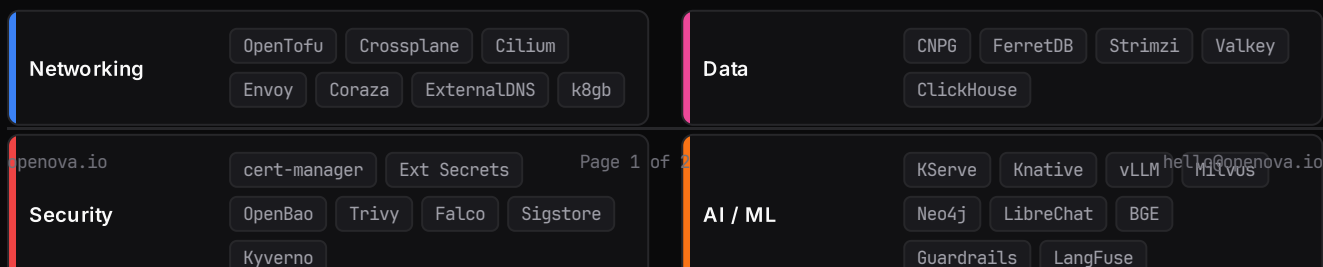 Networking
OpenTofu Crossplane Cilium
Envoy Coraza ExternalDNS k8gb
Data
CNPG FerretDB Strimzi Valkey
ClickHouse
openova.io Page 1 of 2 hello@openova.io
Security
cert-manager Ext Secrets
OpenBao Trivy Falco Sigstore
Kyverno
AI / ML
KServe Knative vLLM Milvus
Neo4j LibreChat BGE
Guardrails LangFuse